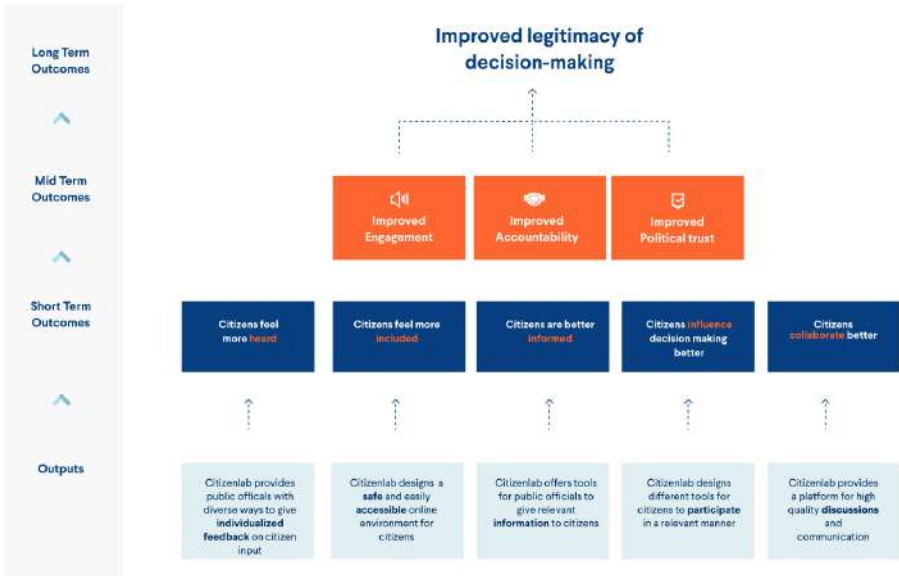 Long Term
Outcomes
Improved legitimacy of
decision-making
Mid Term
Outcomes
Improved
Engagement
Improved
Accountability
Improved
Political trust
Short Term
Outcomes
Citizens feel
more heard
Citizens feel more
included
Citizens are better
informed
Citizens influence
decision making
better
Citizens
collaborate better
Outputs
Citizenlab provides
public officals with
diverse ways to give
individualized
feedback on citizen
input
Citizenlab designs a
safe and easily
accessible online
environment for
citizens
Citizenlab offers tools
for public officials to
give relevant
information to citizens
Citizenlab designs
different tools for
citizens to participate
in a relevant manner
Citizenlab provides
a platform for high
quality discussions
and
communication